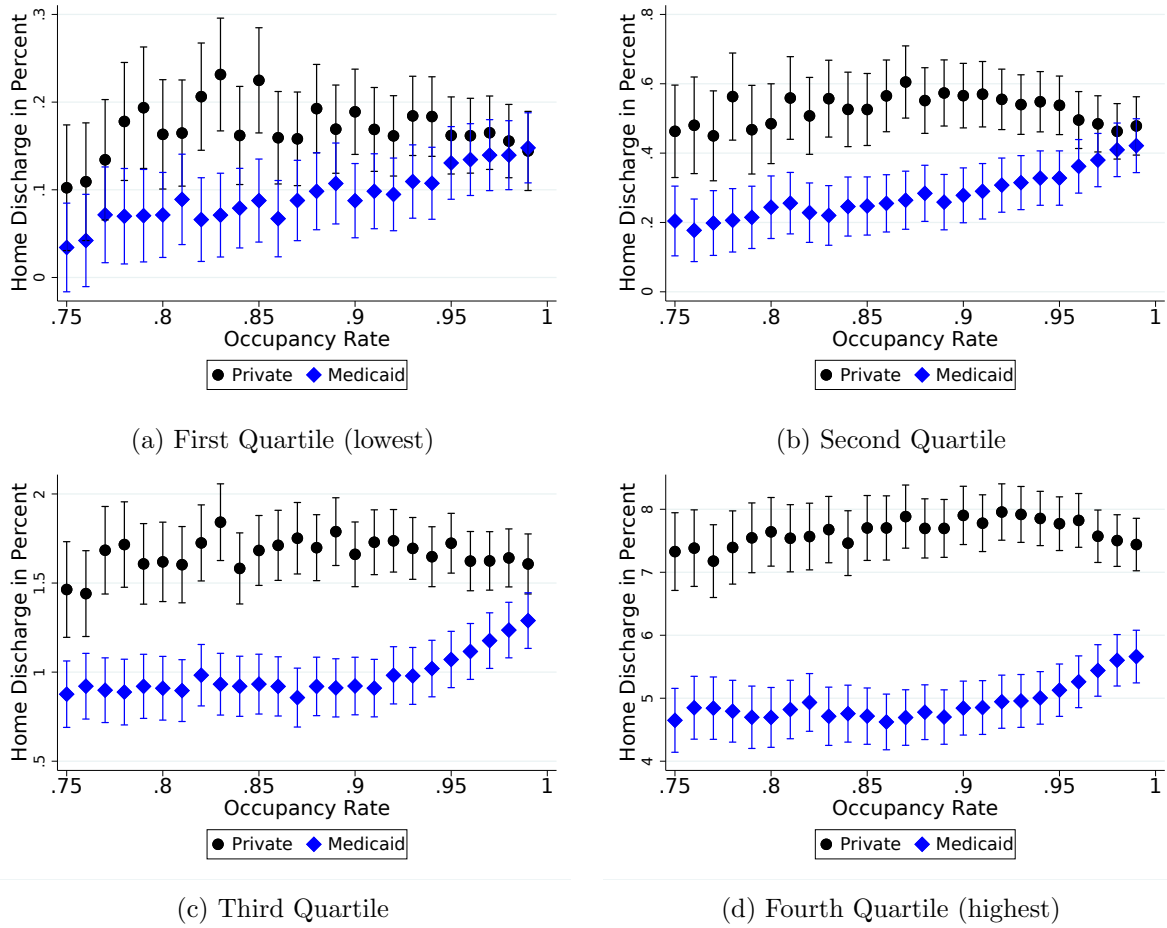 Home Discharge in Percent
.3
.2
.1
0
.75 .8 .85 .9 .95 1
Occupancy Rate
Private Medicaid
(a) First Quartile (lowest)
Home Discharge in Percent
.8
.6
.4
.2
0
.75 .8 .85 .9 .95 1
Occupancy Rate
Private Medicaid
(b) Second Quartile
Home Discharge in Percent
2
1.5
1
.5
.75 .8 .85 .9 .95 1
Occupancy Rate
Private Medicaid
(c) Third Quartile
Home Discharge in Percent
8
7
6
5
4
.75 .8 .85 .9 .95 1
Occupancy Rate
Private Medicaid
(d) Fourth Quartile (highest)